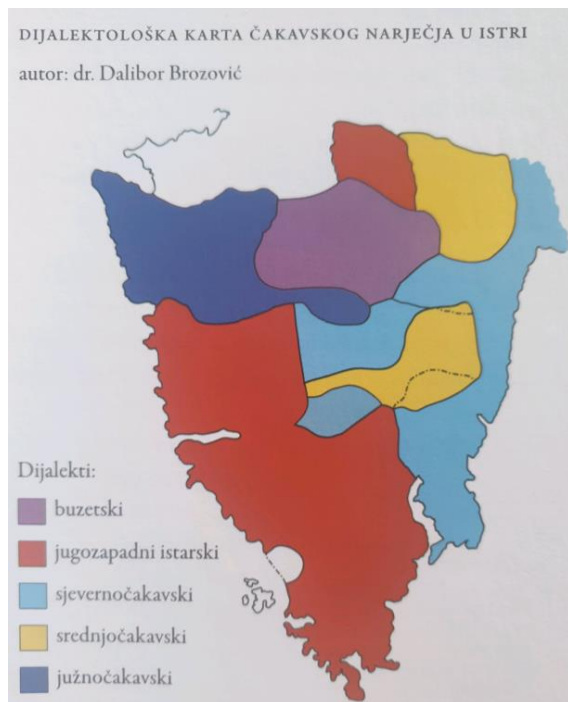 DIJALEKTOLOŠKA KARTA ČAKAVSKOG NARJEČJA U ISTRI
autor: dr. Dalibor Brozović
Dijalekti:
buzetski
jugozapadni istarski
sjevernočakavski
srednjočakavski
južnočakavski